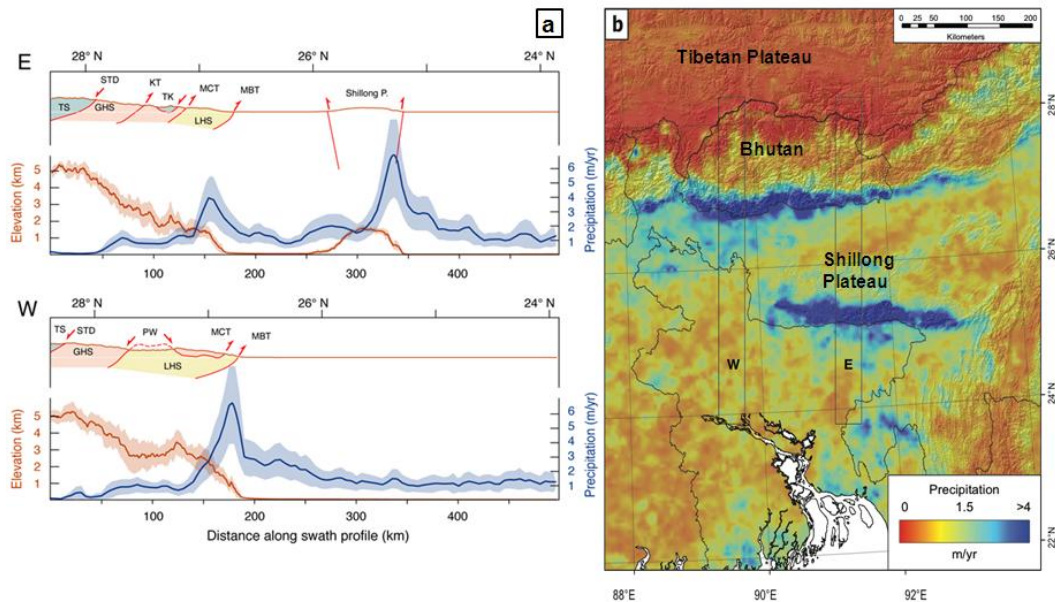 a
E
28° N
26° N
24° N
STD
KT
TK
MCT
MBT
Shillong P.
TS
GHS
LHS
Elevation (km)
5
4
3
2
1
Precipitation (m/yr)
6
5
4
3
2
1
100
200
300
400
W
28° N
26° N
24° N
TS
STD
PW
MCT
MBT
GHS
LHS
Elevation (km)
5
4
3
2
1
Precipitation (m/yr)
6
5
4
3
2
1
100
200
300
400
Distance along swath profile (km)
b
0 25 50 100 150 200
Kilometers
Tibetan Plateau
28°N
Bhutan
26°N
Shillong
Plateau
W
E
24°N
Precipitation
0 1.5 >4
m/yr
22°N
88°E 90°E 92°E